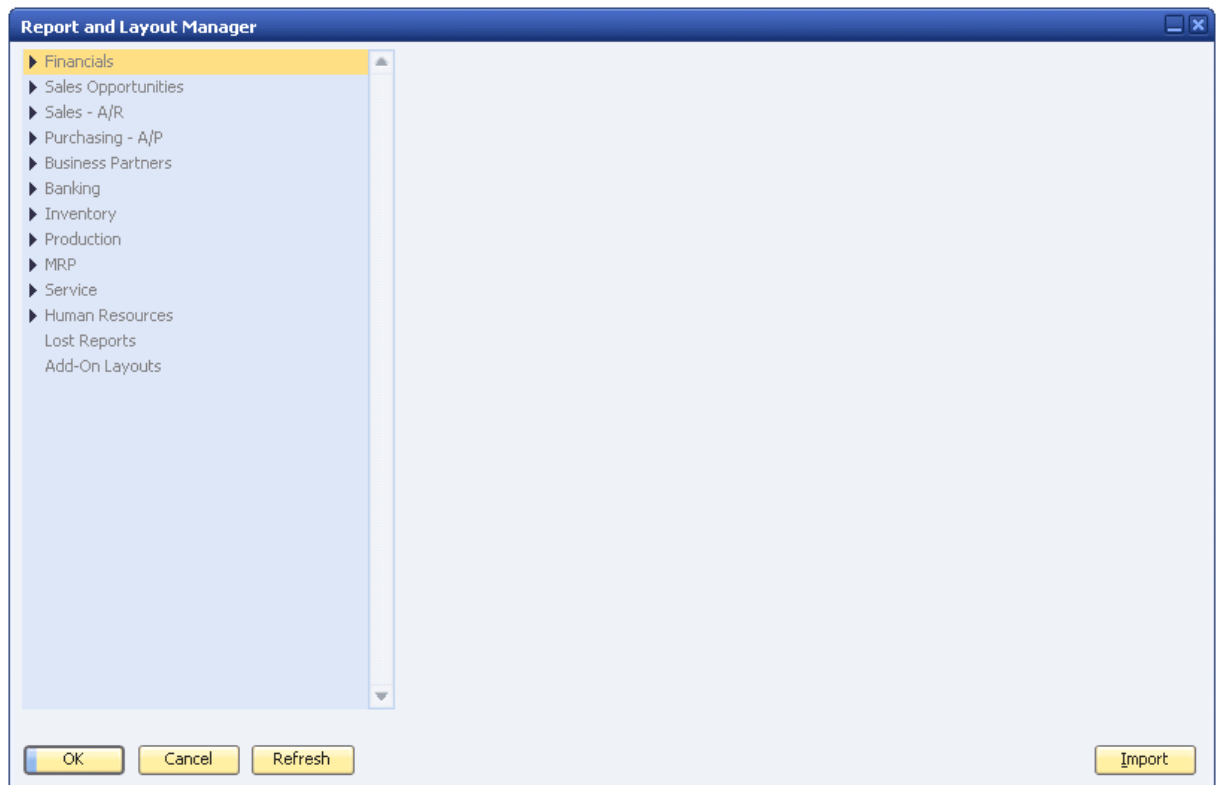 Report and Layout Manager
Financials
Sales Opportunities
Sales - A/R
Purchasing - A/P
Business Partners
Banking
Inventory
Production
MRP
Service
Human Resources
Lost Reports
Add-On Layouts
OK Cancel Refresh Import